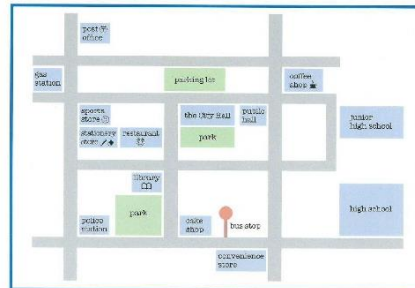 post
office
gas
station
parking lot
coffee
shop
sports
store
the City Hall
public
hall
junior
high school
stationery
store
restaurant
park
library
park
high school
police
station
cake
shop
bus stop
convenience
store